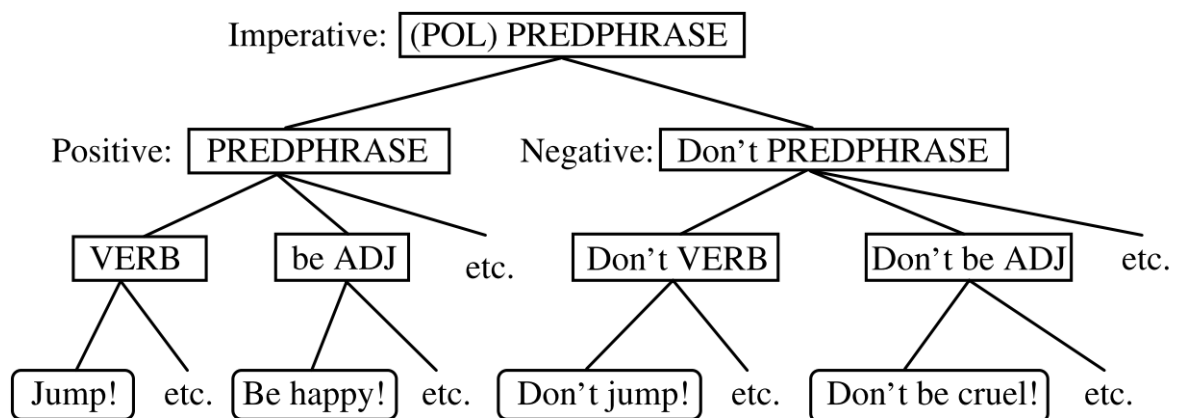 Imperative: (POL) PREDPHRASE
Positive: PREDPHRASE Negative: Don't PREDPHRASE
VERB be ADJ etc. Don't VERB Don't be ADJ etc.
Jump! etc. Be happy! etc. Don't jump! etc. Don't be cruel! etc.